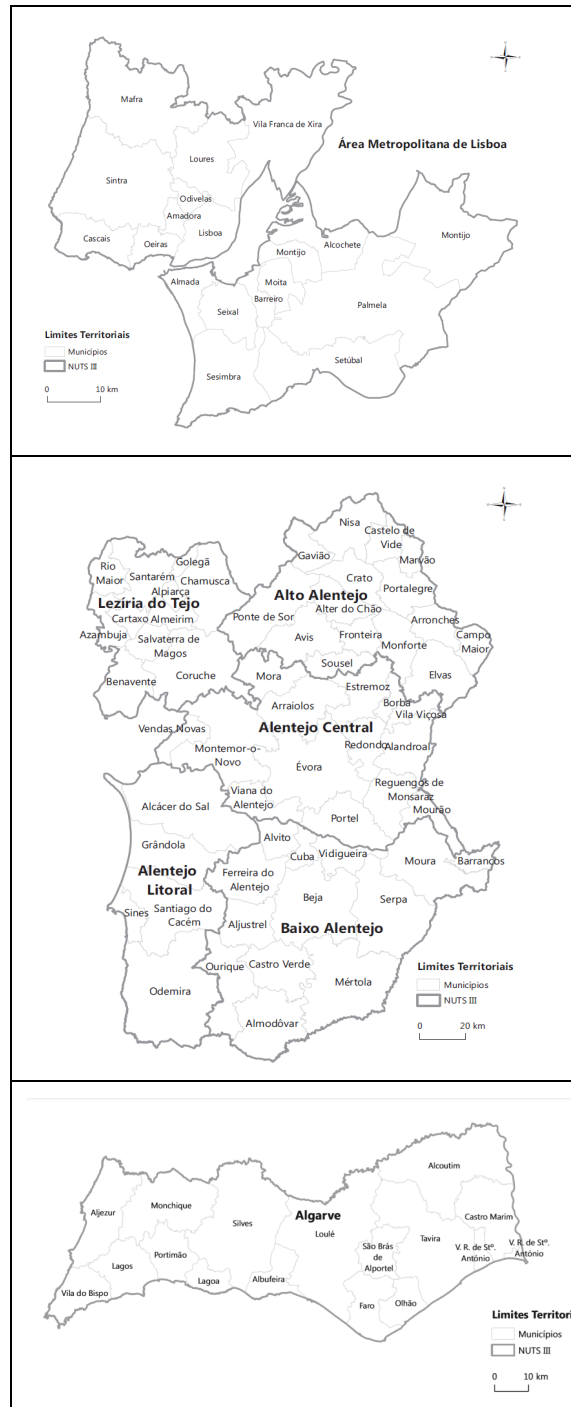 Mafra
Vila Franca de Xira
Área Metropolitana de Lisboa
Loures
Sintra
Odivelas
Amadora
Lisboa
Cascais
Oeiras
Montijo
Alcochete
Montijo
Almada
Moita
Seixal
Barreiro
Palmela
Limites Territoriais
Municípios
NUTS III
Setúbal
Sesimbra
0 10 km
Nisa
Castelo de
Vide
Gavião
Marvão
Golegã
Rio
Maior
Santarém
Chamusca
Alpiarça
Crato
Portalegre
Alto Alentejo
Lezíria do Tejo
Alter do Chão
Ponte de Sor
Cartaxo
Almeirim
Arronches
Azambuja
Salvaterra de
Magos
Avis
Fronteira
Monforte
Campo
Maior
Sousel
Benavente
Coruche
Mora
Elvas
Estremoz
Arraiolos
Borba
Vila Viçosa
Vendas Novas
Alentejo Central
Montemor-o-
Novo
Redondo
Alandroal
Évora
Viana do
Alentejo
Reguengos de
Monsaraz
Mourão
Alcácer do Sal
Portel
Grândola
Alvito
Cuba
Vidigueira
Moura
Barrancos
Alentejo
Litoral
Ferreira do
Alentejo
Beja
Serpa
Sines
Santiago do
Cacém
Aljustrel
Baixo Alentejo
Ourique
Castro Verde
Mértola
Odemira
Almodôvar
Limites Territoriais
Municípios
NUTS III
0 20 km
Alcoutim
Monchique
Aljezur
Algarve
Castro Marim
Silves
Loulé
Tavira
São Brás
de
Alportel
V. R. de Stº.
António
V. R. de Stº.
António
Portimão
Lagos
Lagoa
Albufeira
Vila do Bispo
Faro
Olhão
Limites Territori
Municípios
NUTS III
0 10 km